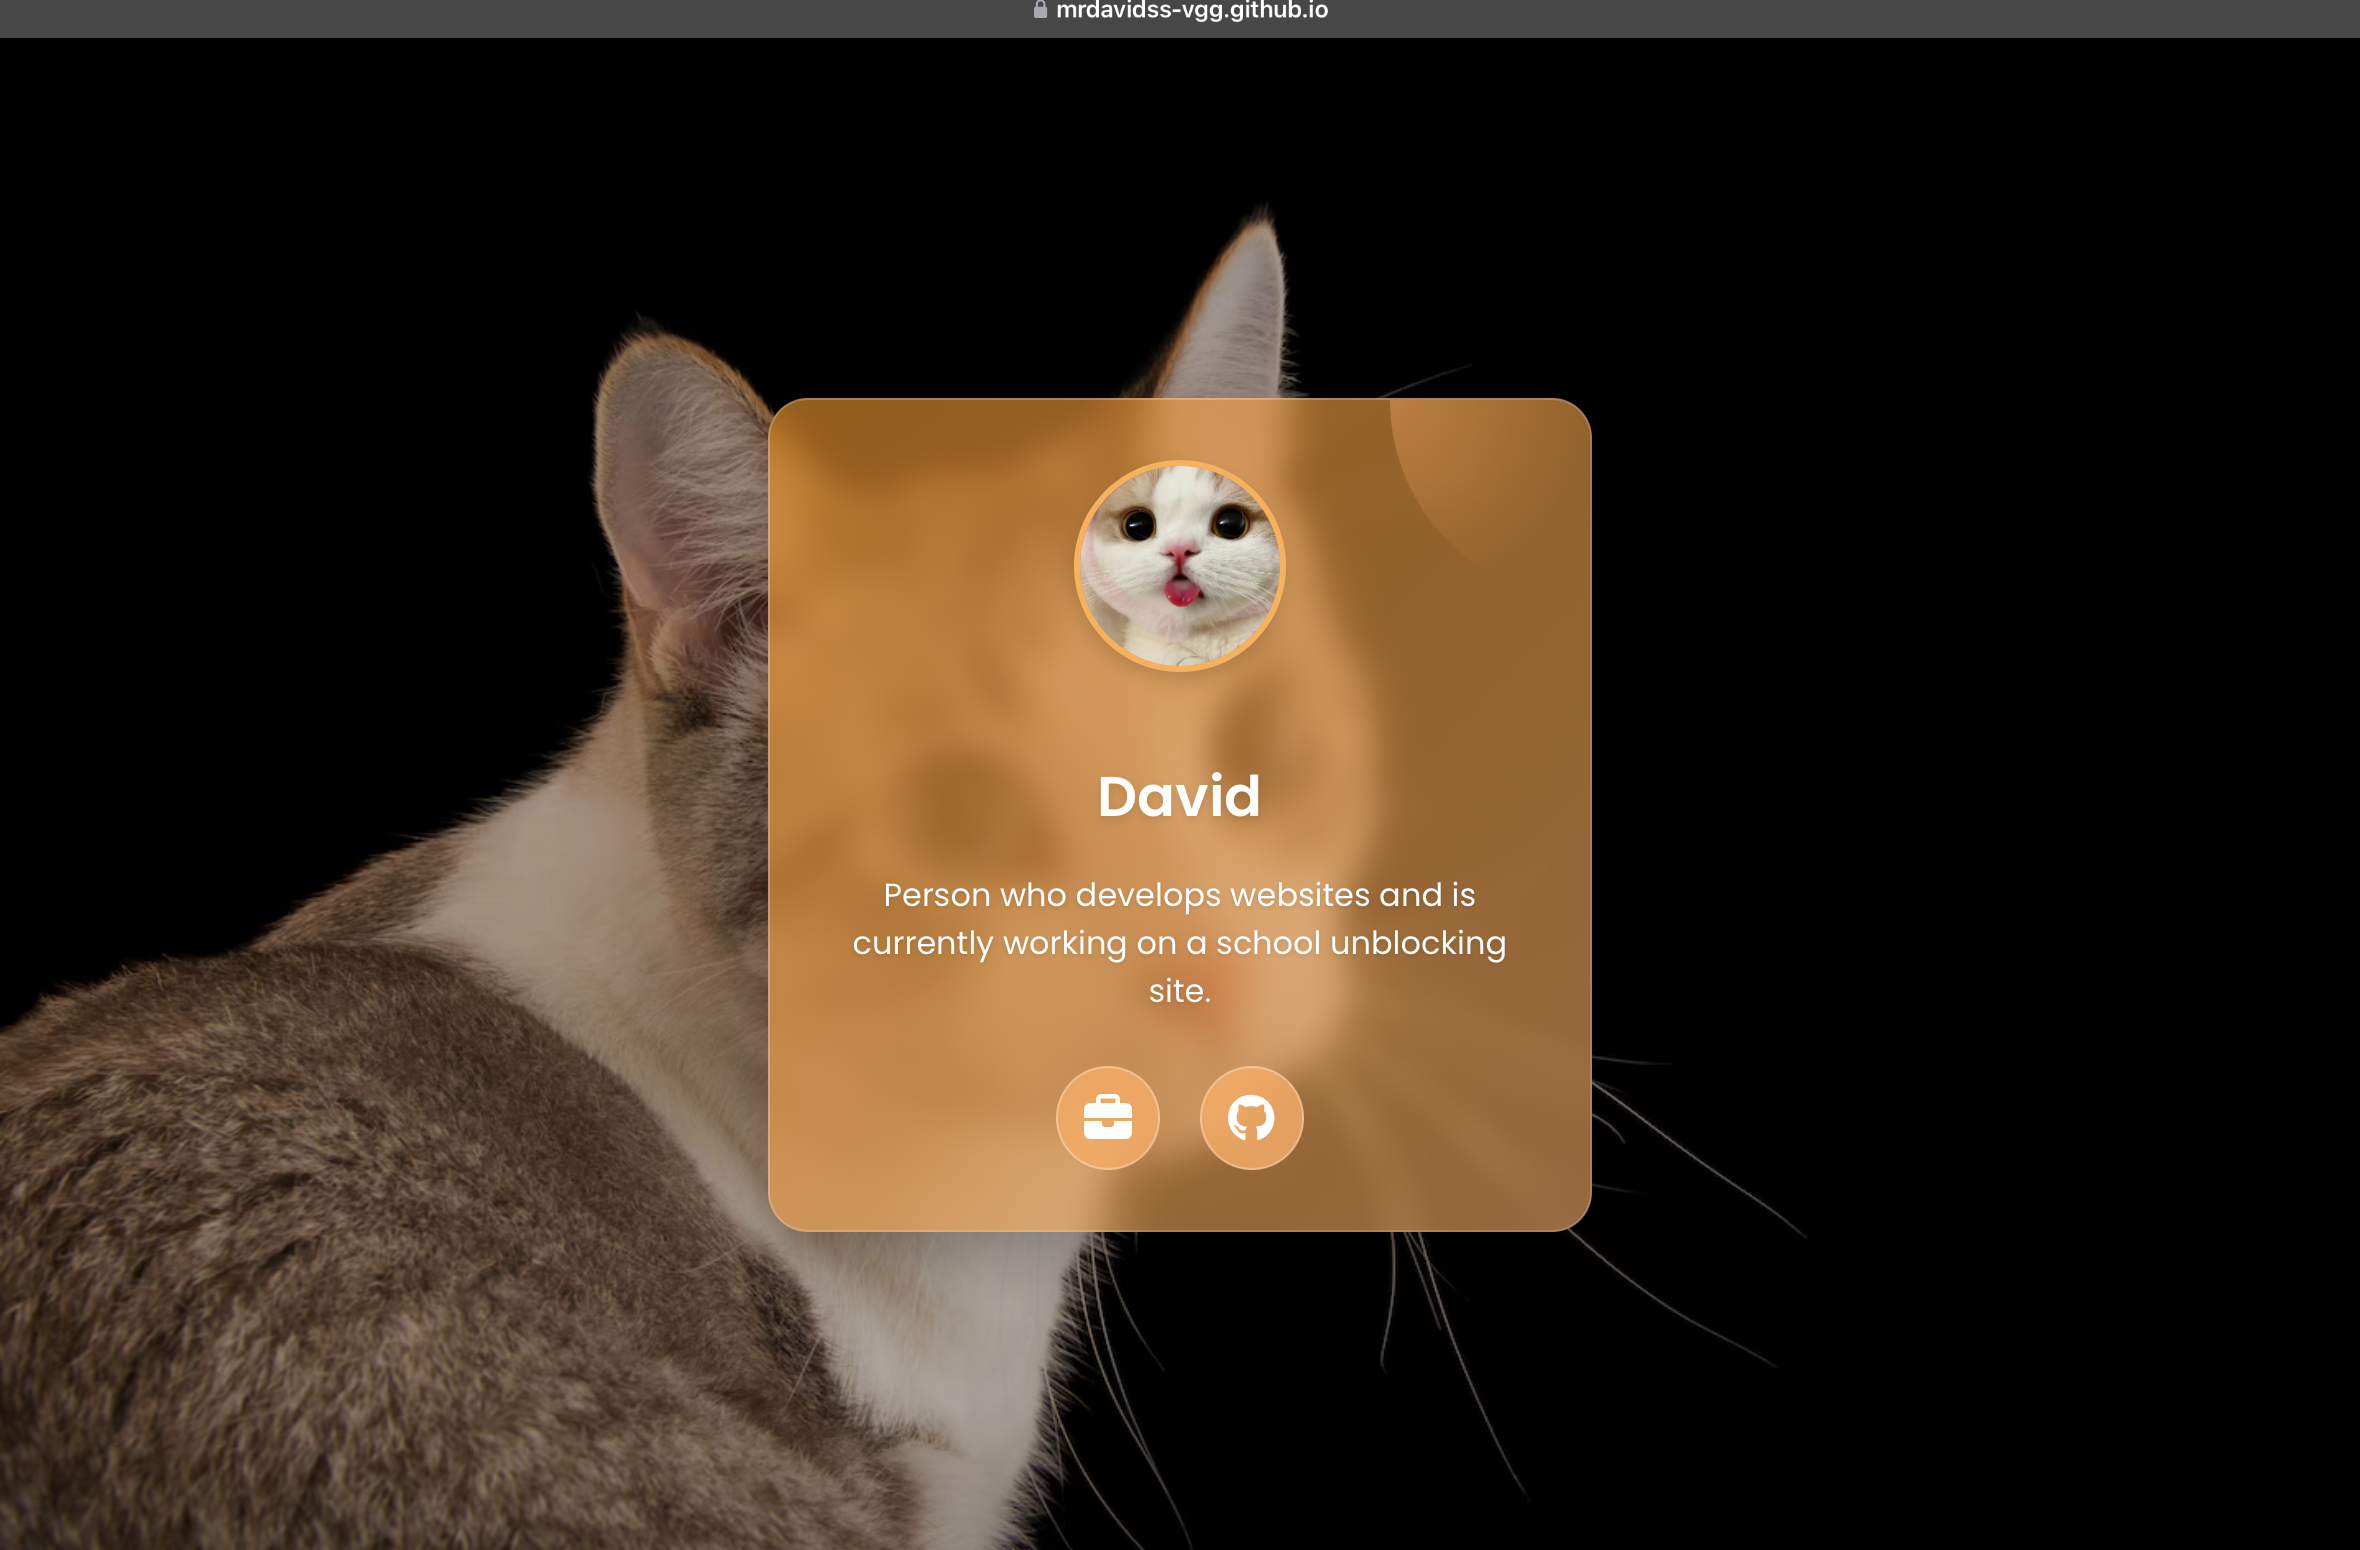 mrdavidss-vgg.github.io
David
Person who develops websites and is
currently working on a school unblocking
site.